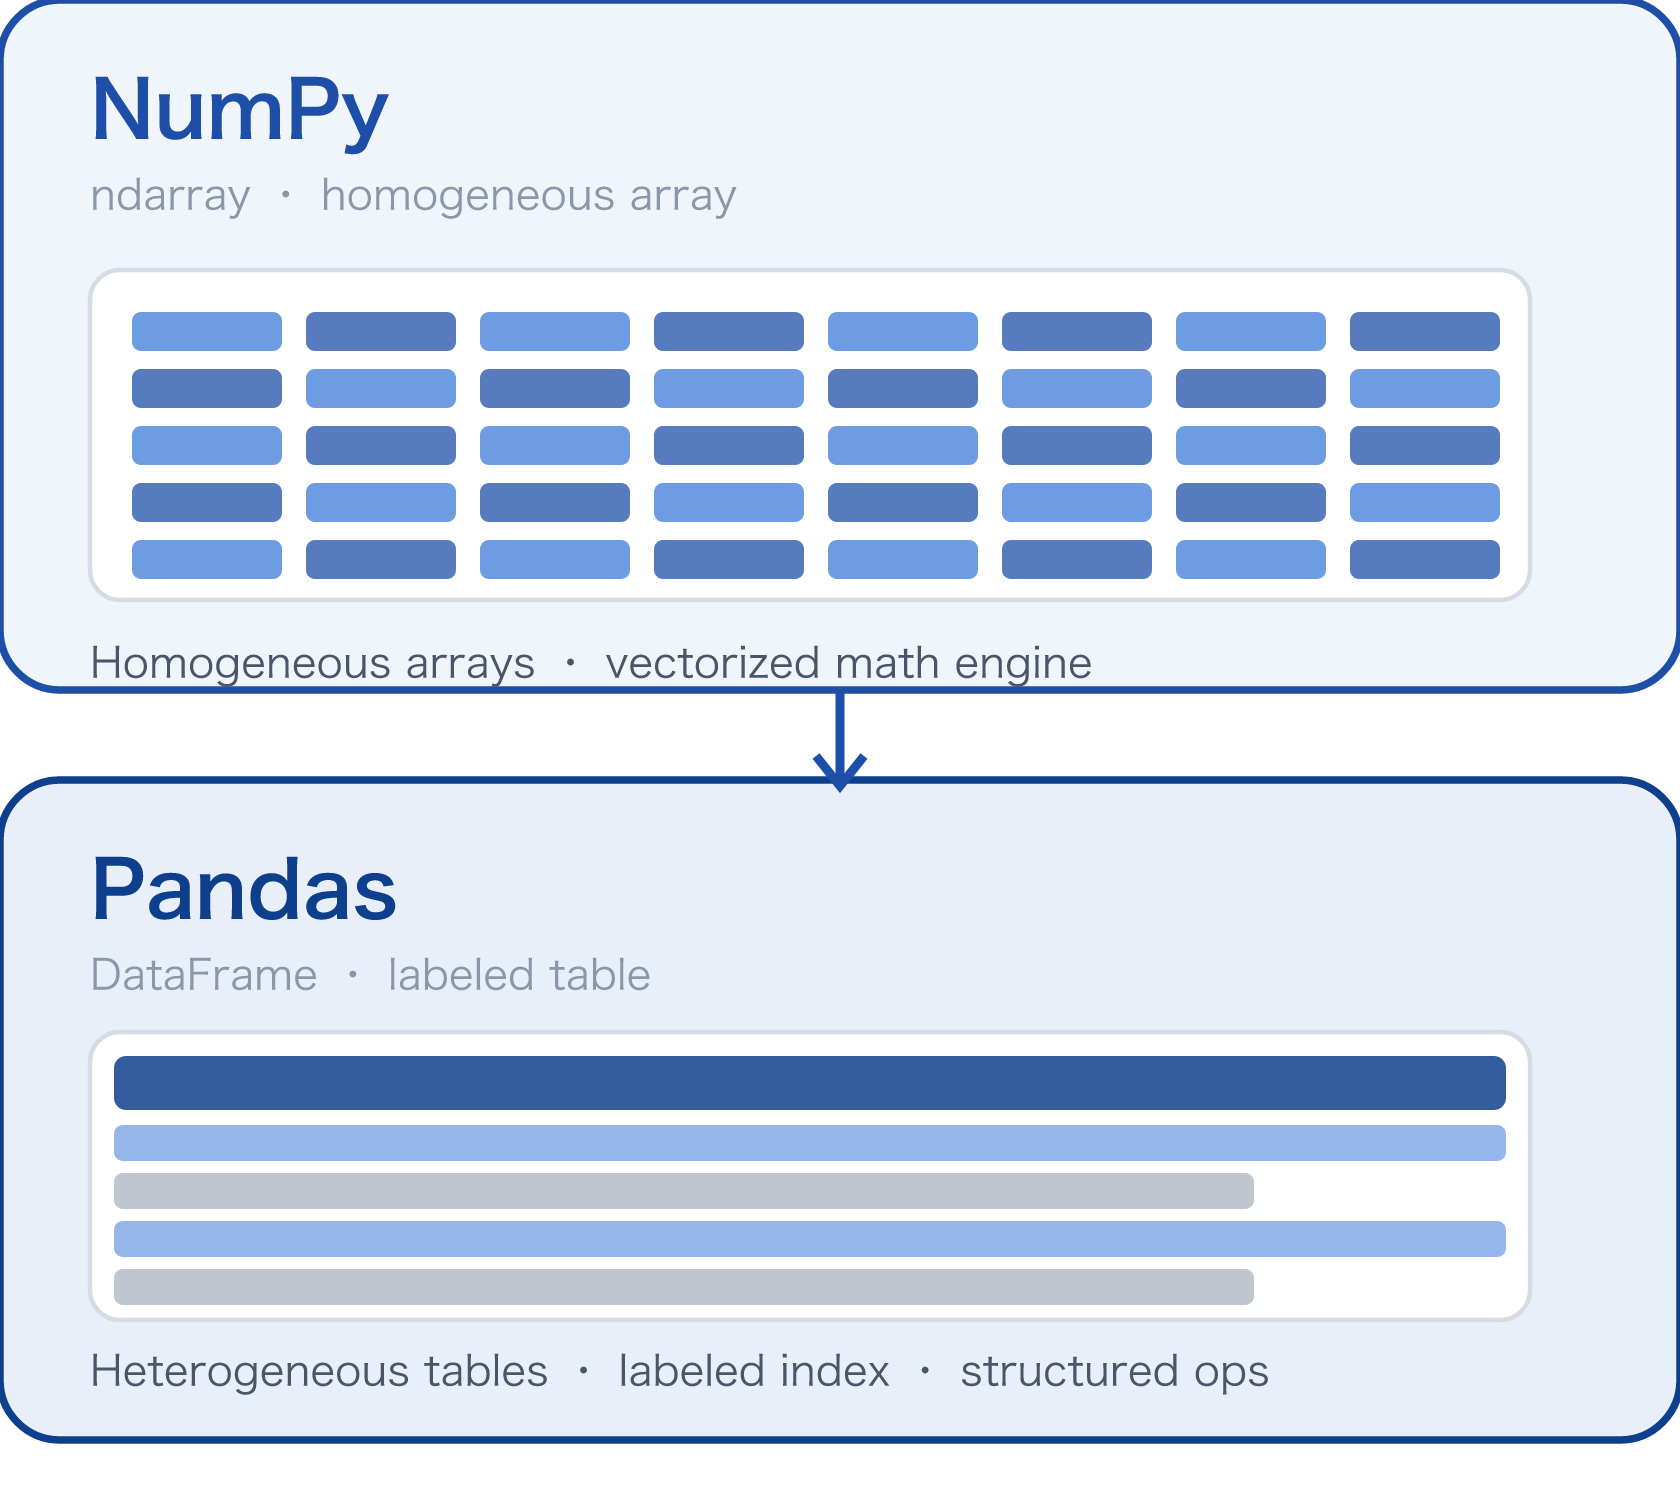 NumPy
ndarray · homogeneous array
Homogeneous arrays · vectorized math engine
Pandas
DataFrame · labeled table
Heterogeneous tables · labeled index · structured ops